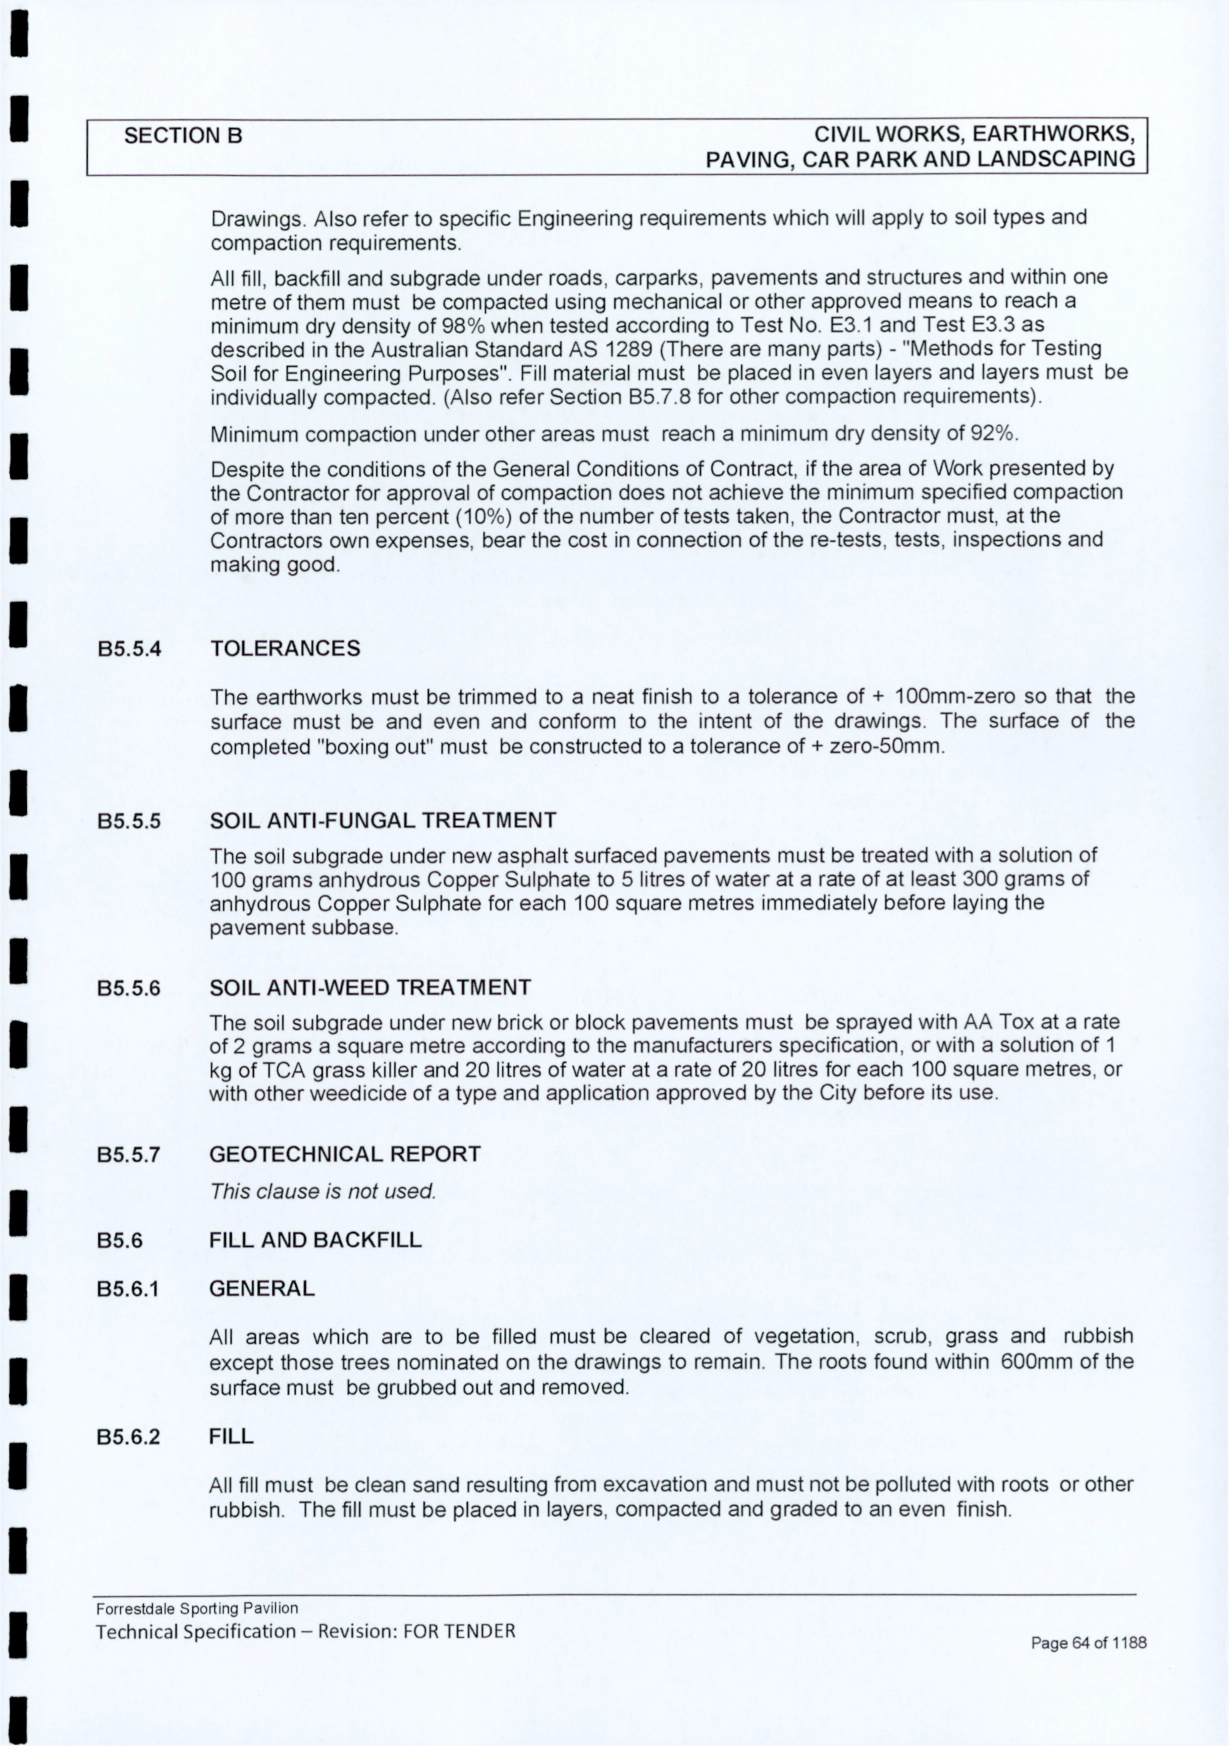 SECTION B
CIVIL WORKS, EARTHWORKS,
PAVING, CAR PARK AND LANDSCAPING
Drawings. Also refer to specific Engineering requirements which will apply to soil types and
compaction requirements.
All fill, backfill and subgrade under roads, carparks, pavements and structures and within one
metre of them must be compacted using mechanical or other approved means to reach a
minimum dry density of 98% when tested according to Test No. E3.1 and Test E3.3 as
described in the Australian Standard AS 1289 (There are many parts) - "Methods for Testing
Soil for Engineering Purposes". Fill material must be placed in even layers and layers must be
individually compacted. (Also refer Section B5.7.8 for other compaction requirements).
Minimum compaction under other areas must reach a minimum dry density of 92%.
Despite the conditions of the General Conditions of Contract, if the area of Work presented by
the Contractor for approval of compaction does not achieve the minimum specified compaction
of more than ten percent (10%) of the number of tests taken, the Contractor must, at the
Contractors own expenses, bear the cost in connection of the re-tests, tests, inspections and
making good.
B5.5.4 TOLERANCES
The earthworks must be trimmed to a neat finish to a tolerance of + 100mm-zero so that the
surface must be and even and conform to the intent of the drawings. The surface of the
completed "boxing out" must be constructed to a tolerance of + zero-50mm.
B5.5.5 SOIL ANTI-FUNGAL TREATMENT
The soil subgrade under new asphalt surfaced pavements must be treated with a solution of
100 grams anhydrous Copper Sulphate to 5 litres of water at a rate of at least 300 grams of
anhydrous Copper Sulphate for each 100 square metres immediately before laying the
pavement subbase.
B5.5.6 SOIL ANTI-WEED TREATMENT
The soil subgrade under new brick or block pavements must be sprayed with AA Tox at a rate
of 2 grams a square metre according to the manufacturers specification, or with a solution of 1
kg of TCA grass killer and 20 litres of water at a rate of 20 litres for each 100 square metres, or
with other weedicide of a type and application approved by the City before its use.
B5.5.7 GEOTECHNICAL REPORT
This clause is not used.
B5.6 FILL AND BACKFILL
B5.6.1 GENERAL
All areas which are to be filled must be cleared of vegetation, scrub, grass and rubbish
except those trees nominated on the drawings to remain. The roots found within 600mm of the
surface must be grubbed out and removed.
B5.6.2 FILL
All fill must be clean sand resulting from excavation and must not be polluted with roots or other
rubbish. The fill must be placed in layers, compacted and graded to an even finish.
Forrestdale Sporting Pavilion
Technical Specification – Revision: FOR TENDER
Page 64 of 1188